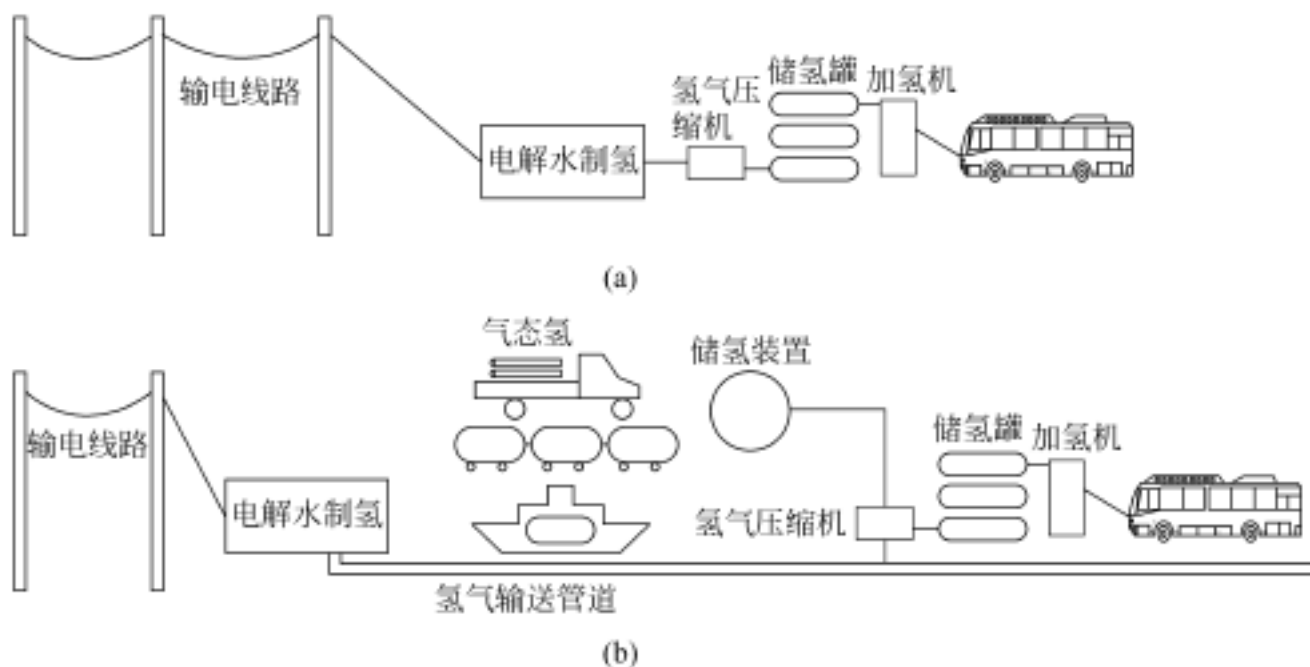 输电线路
电解水制氢
氢气压
缩机
储氢罐
加氢机
(a)
输电线路
电解水制氢
气态氢
储氢装置
氢气压缩机
储氢罐
加氢机
氢气输送管道
(b)